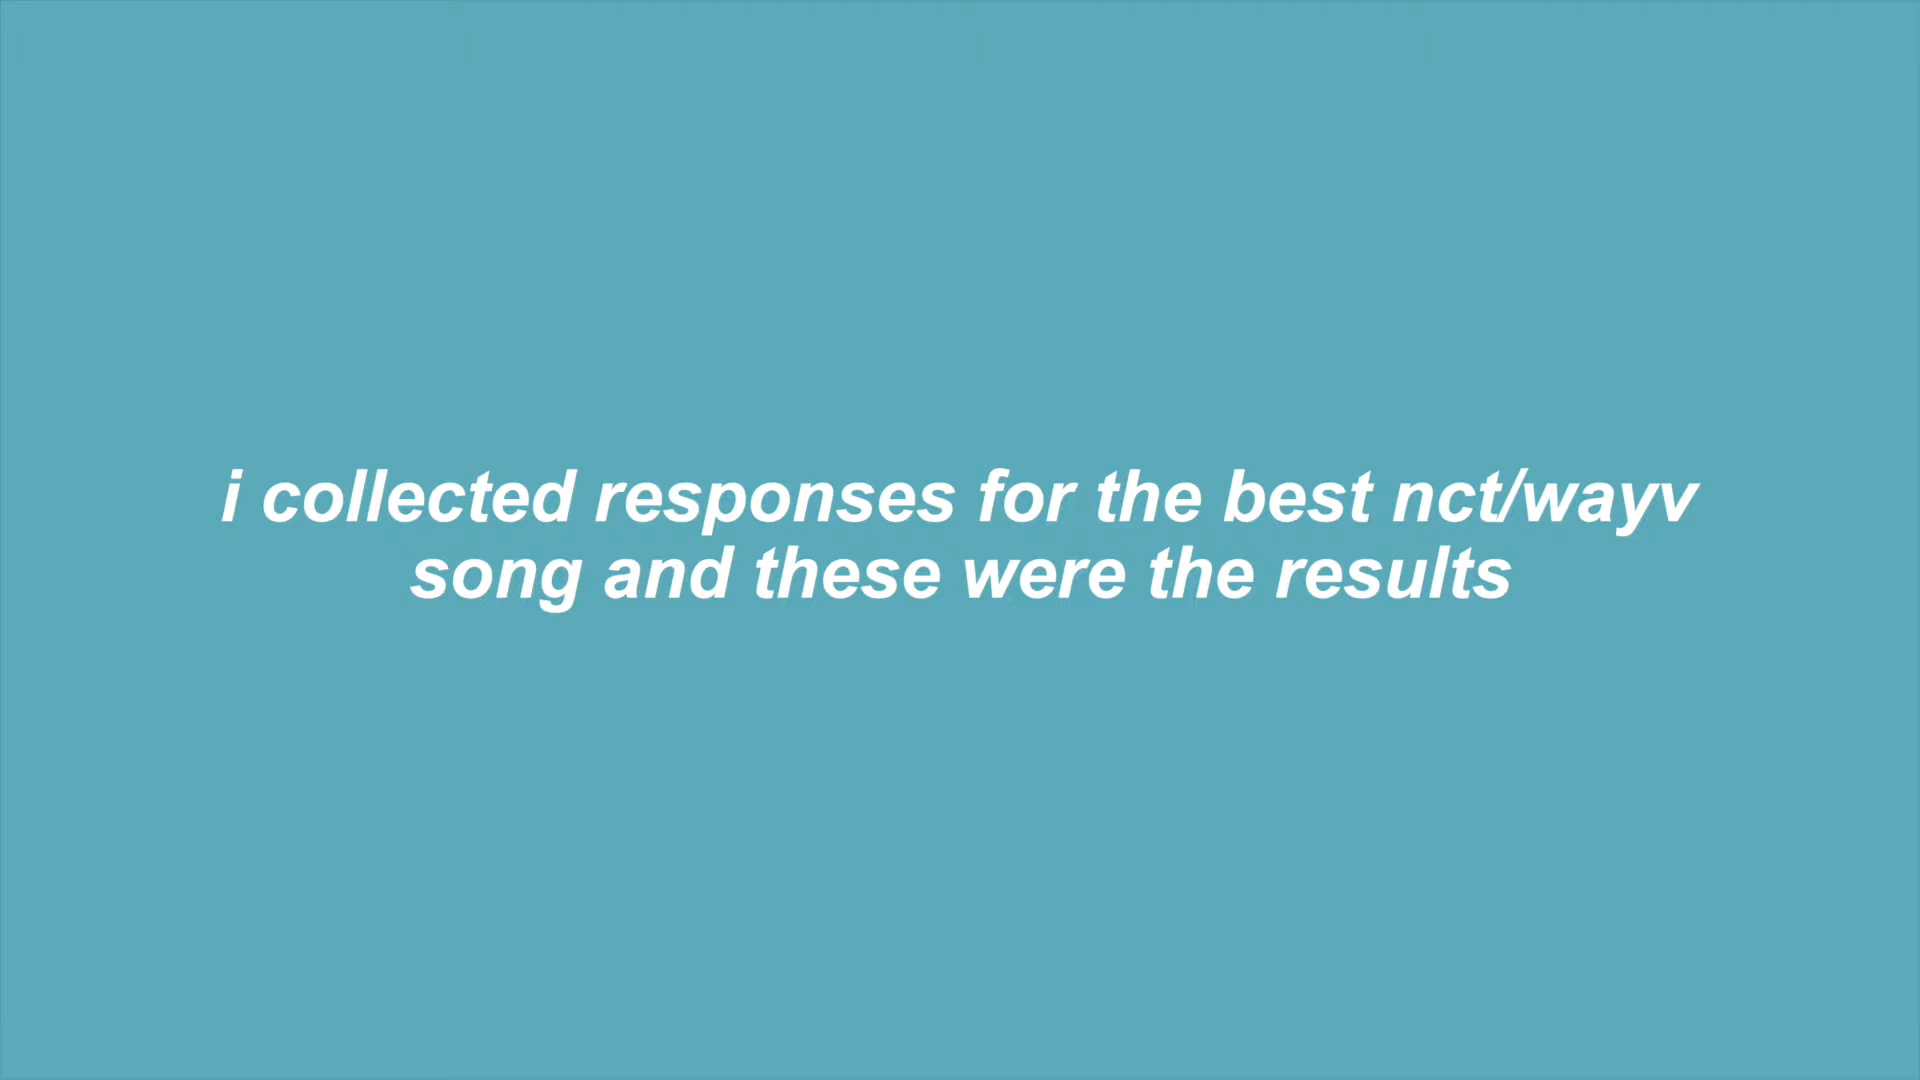 i collected responses for the best nct/wayv
song and these were the results